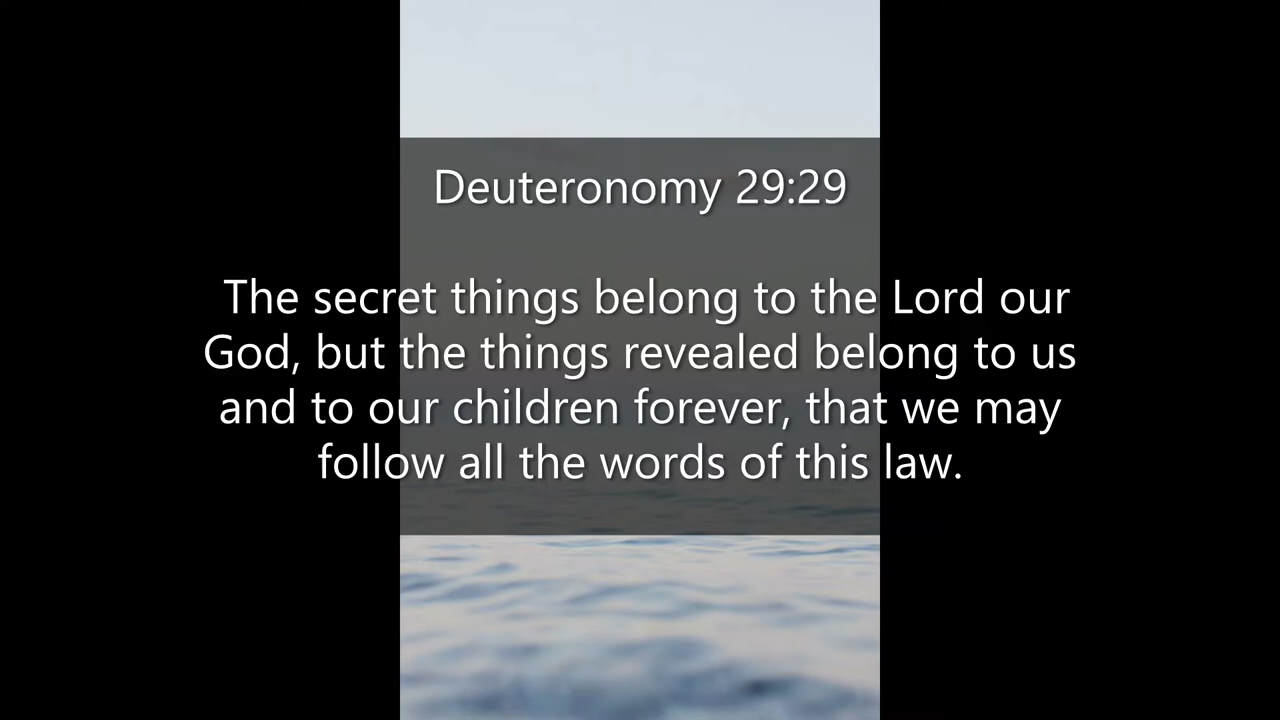 Deuteronomy 29:29
The secret things belong to the Lord our
God, but the things revealed belong to us
and to our children forever, that we may
follow all the words of this law.